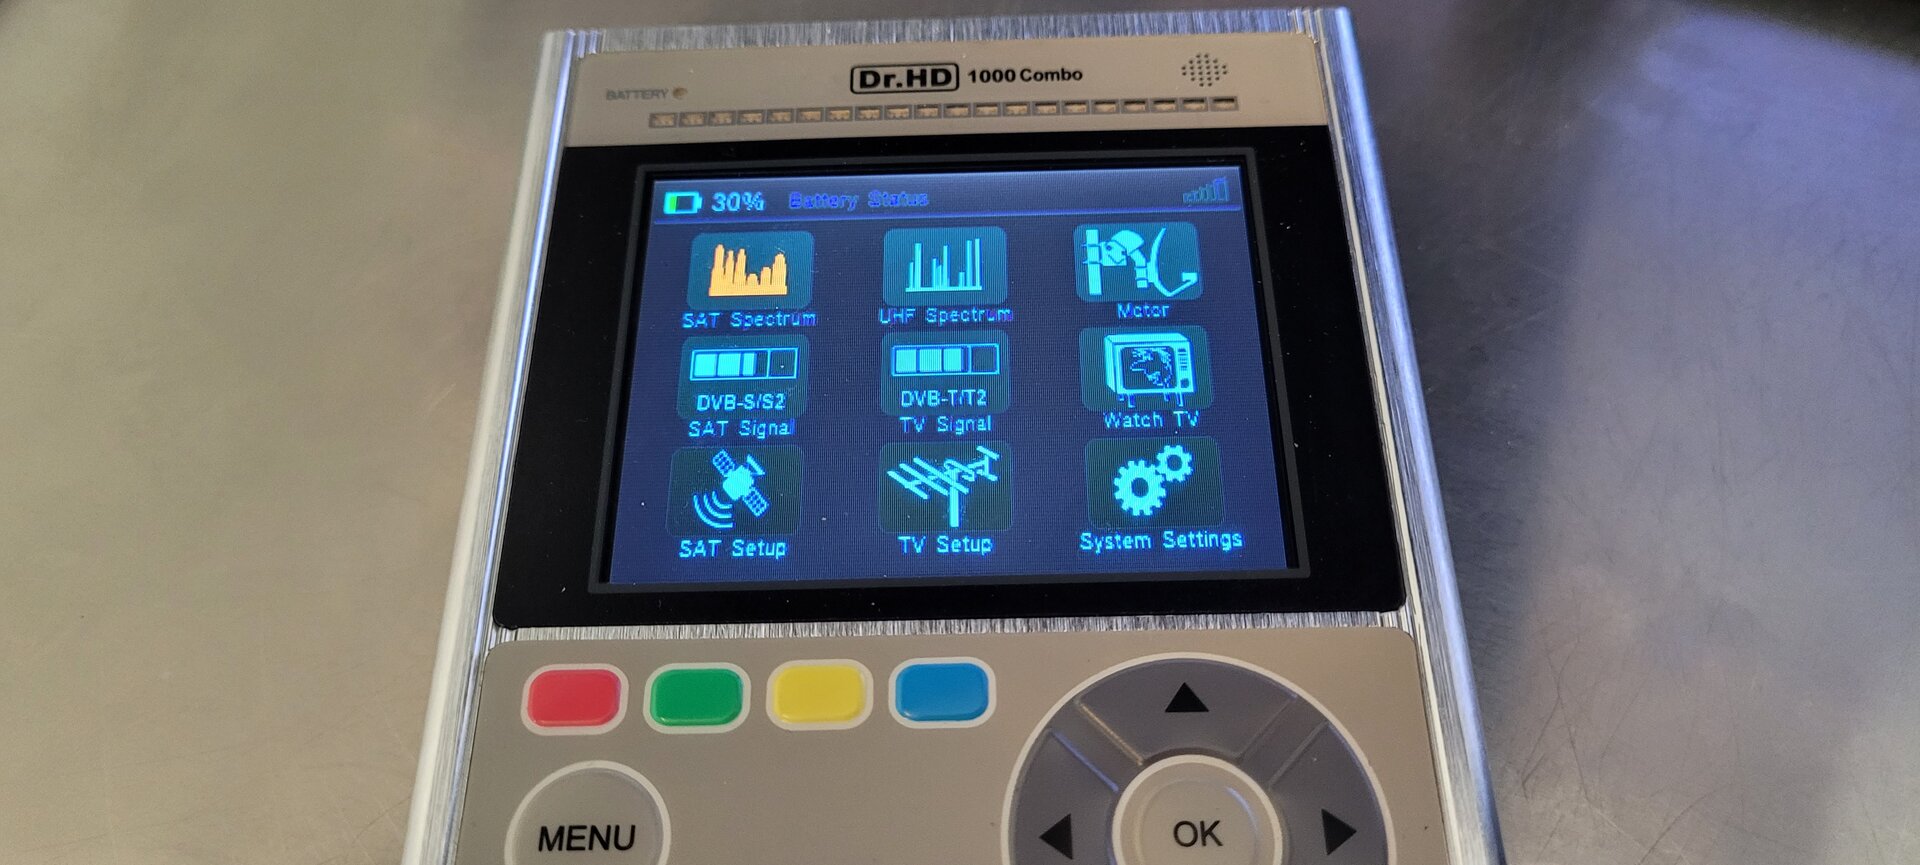 BATTERY
Dr.HD 1000 Combo
30% Battery Status
SAT Spectrum
UHF Spectrum
Motor
DVB-S/S2
SAT Signal
DVB-T/T2
TV Signal
Watch TV
SAT Setup
TV Setup
System Settings
MENU
OK